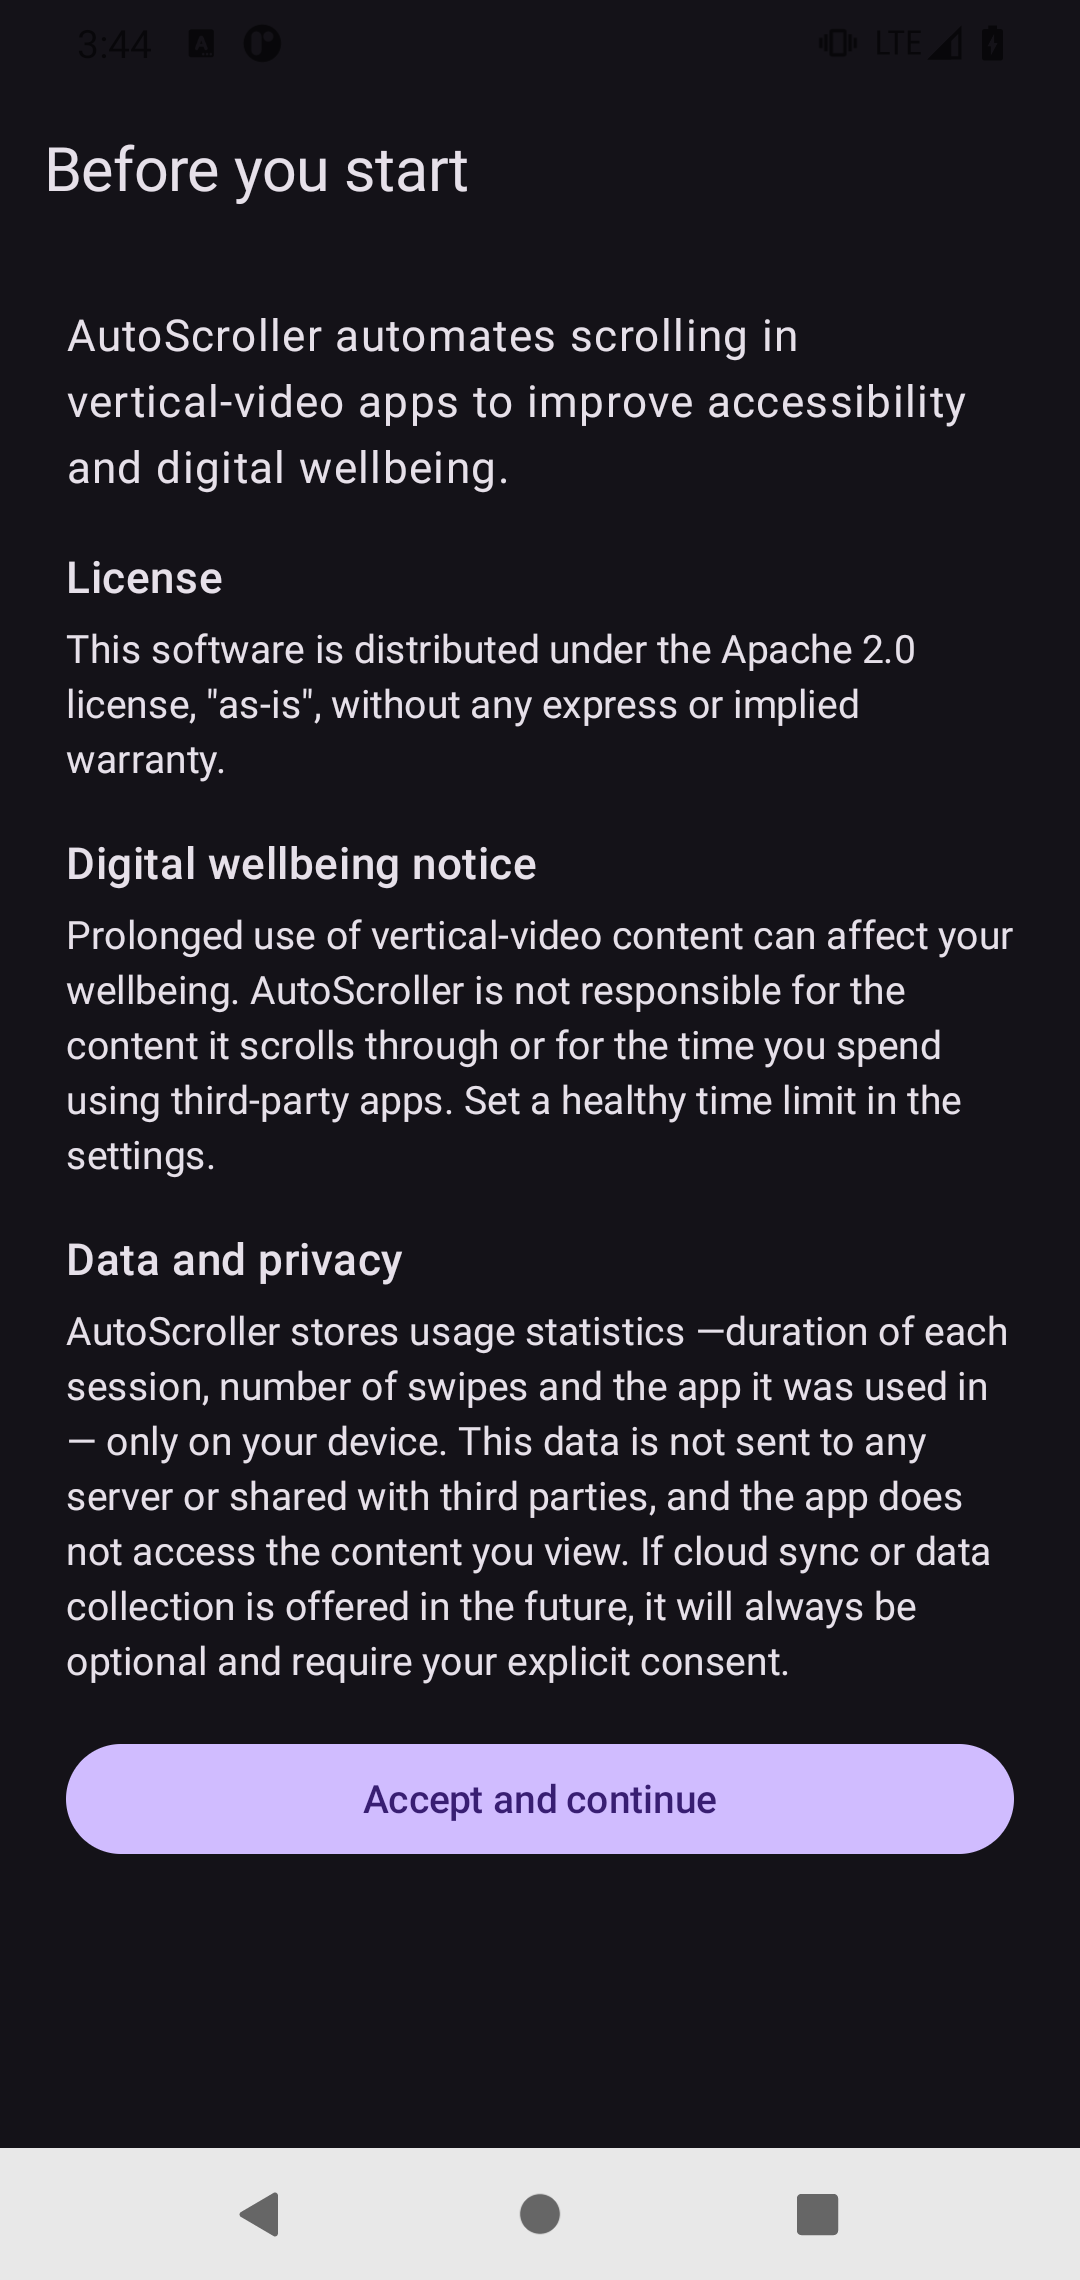 3:44
LTE
Before you start
AutoScroller automates scrolling in
vertical-video apps to improve accessibility
and digital wellbeing.
License
This software is distributed under the Apache 2.0
license, "as-is", without any express or implied
warranty.
Digital wellbeing notice
Prolonged use of vertical-video content can affect your
wellbeing. AutoScroller is not responsible for the
content it scrolls through or for the time you spend
using third-party apps. Set a healthy time limit in the
settings.
Data and privacy
AutoScroller stores usage statistics —duration of each
session, number of swipes and the app it was used in
— only on your device. This data is not sent to any
server or shared with third parties, and the app does
not access the content you view. If cloud sync or data
collection is offered in the future, it will always be
optional and require your explicit consent.
Accept and continue